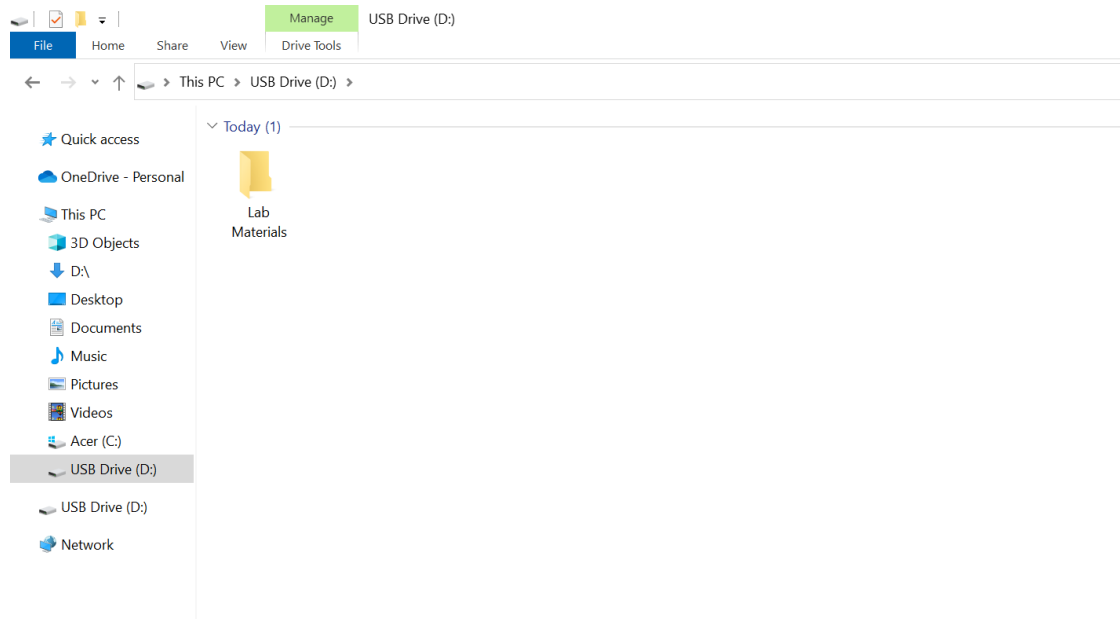 Manage
USB Drive (D:)
File
Home
Share
View
Drive Tools
This PC
USB Drive (D:)
Quick access
OneDrive - Personal
This PC
3D Objects
D:\
Desktop
Documents
Music
Pictures
Videos
Acer (C:)
USB Drive (D:)
USB Drive (D:)
Network
Today (1)
Lab
Materials